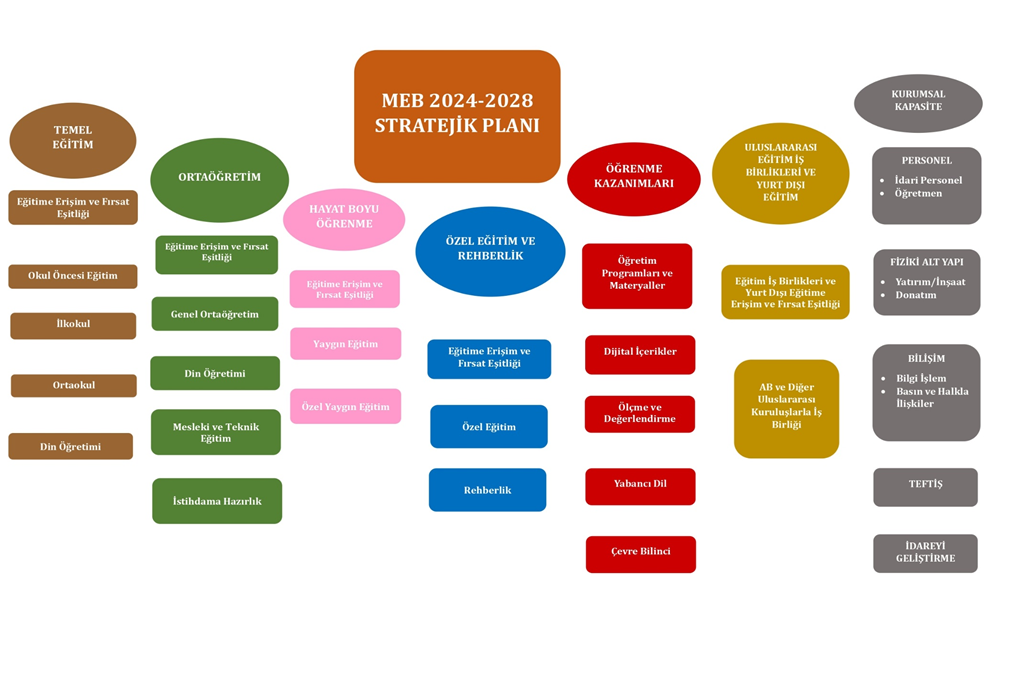 MEB 2024-2028
STRATEJİK PLANI
TEMEL
EĞİTİM
Eğitime Erişim ve Fırsat
Eşitliği
Okul Öncesi Eğitim
İlkokul
Ortaokul
Din Öğretimi
ORTAÖĞRETİM
Eğitime Erişim ve Fırsat
Eşitliği
Genel Ortaöğretim
Din Öğretimi
Mesleki ve Teknik
Eğitim
İstihdama Hazırlık
HAYAT BOYU
ÖĞRENME
Eğitime Erişim ve
Fırsat Eşitliği
Yaygın Eğitim
Özel Yaygın Eğitim
ÖZEL EĞİTİM VE
REHBERLİK
Eğitime Erişim ve
Fırsat Eşitliği
Özel Eğitim
Rehberlik
ÖĞRENME
KAZANIMLARI
Öğretim
Programları ve
Materyaller
Dijital İçerikler
Ölçme ve
Değerlendirme
Yabancı Dil
Çevre Bilinci
ULUSLARARASI
EĞİTİM İŞ
BİRLİKLERİ VE
YURT DIŞI
EĞİTİM
Eğitim İş Birlikleri ve
Yurt Dışı Eğitime
Erişim ve Fırsat Eşitliği
AB ve Diğer
Uluslararası
Kuruluşlarla İş
Birliği
KURUMSAL
KAPASİTE
PERSONEL
• İdari Personel
• Öğretmen
FİZİKİ ALT YAPI
• Yatırım/İnşaat
• Donatım
BİLİŞİM
• Bilgi İşlem
• Basın ve Halkla
İlişkiler
TEFTİŞ
İDAREYİ
GELİŞTİRME